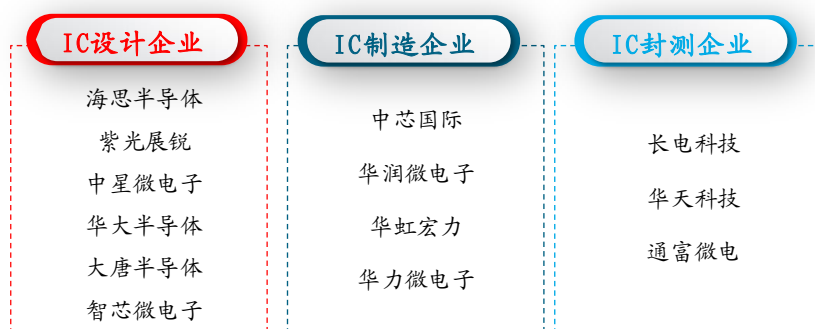 IC设计企业
海思半导体
紫光展锐
中星微电子
华大半导体
大唐半导体
智芯微电子
IC制造企业
中芯国际
华润微电子
华虹宏力
华力微电子
IC封测企业
长电科技
华天科技
通富微电